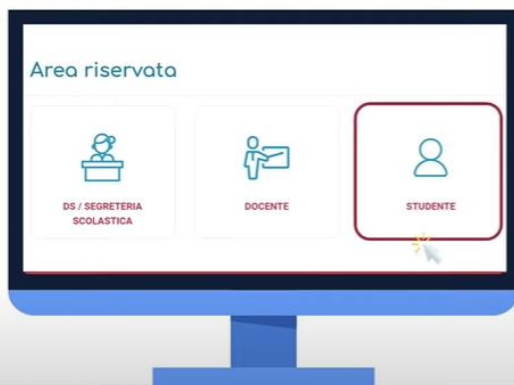 Area riservata
DS / SEGRETERIA
SCOLASTICA
DOCENTE
STUDENTE